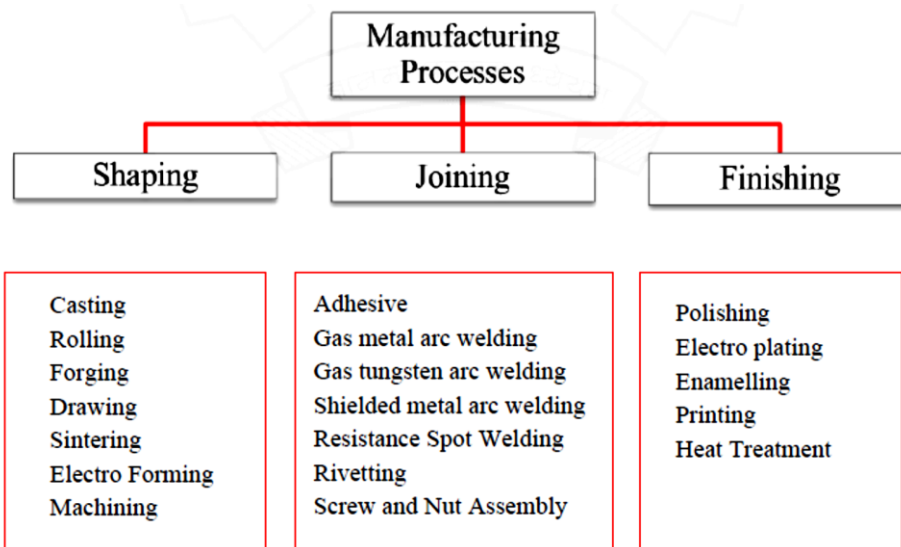 Manufacturing
Processes
Shaping
Joining
Finishing
Casting
Rolling
Forging
Drawing
Sintering
Electro Forming
Machining
Adhesive
Gas metal arc welding
Gas tungsten arc welding
Shielded metal arc welding
Resistance Spot Welding
Rivetting
Screw and Nut Assembly
Polishing
Electro plating
Enamelling
Printing
Heat Treatment